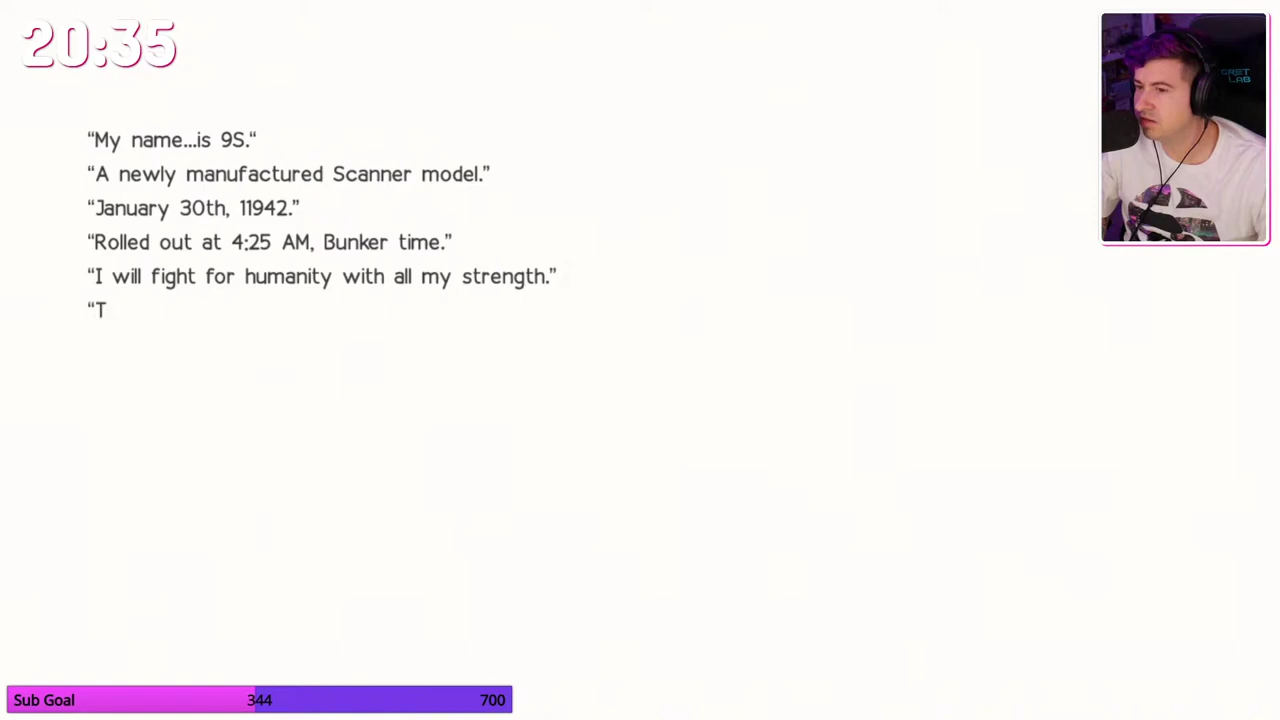 20:35
“My name...is 9S.“
“A newly manufactured Scanner model.”
“January 30th, 11942.”
“Rolled out at 4:25 AM, Bunker time.”
“I will fight for humanity with all my strength.”
“T
Sub Goal 344 700